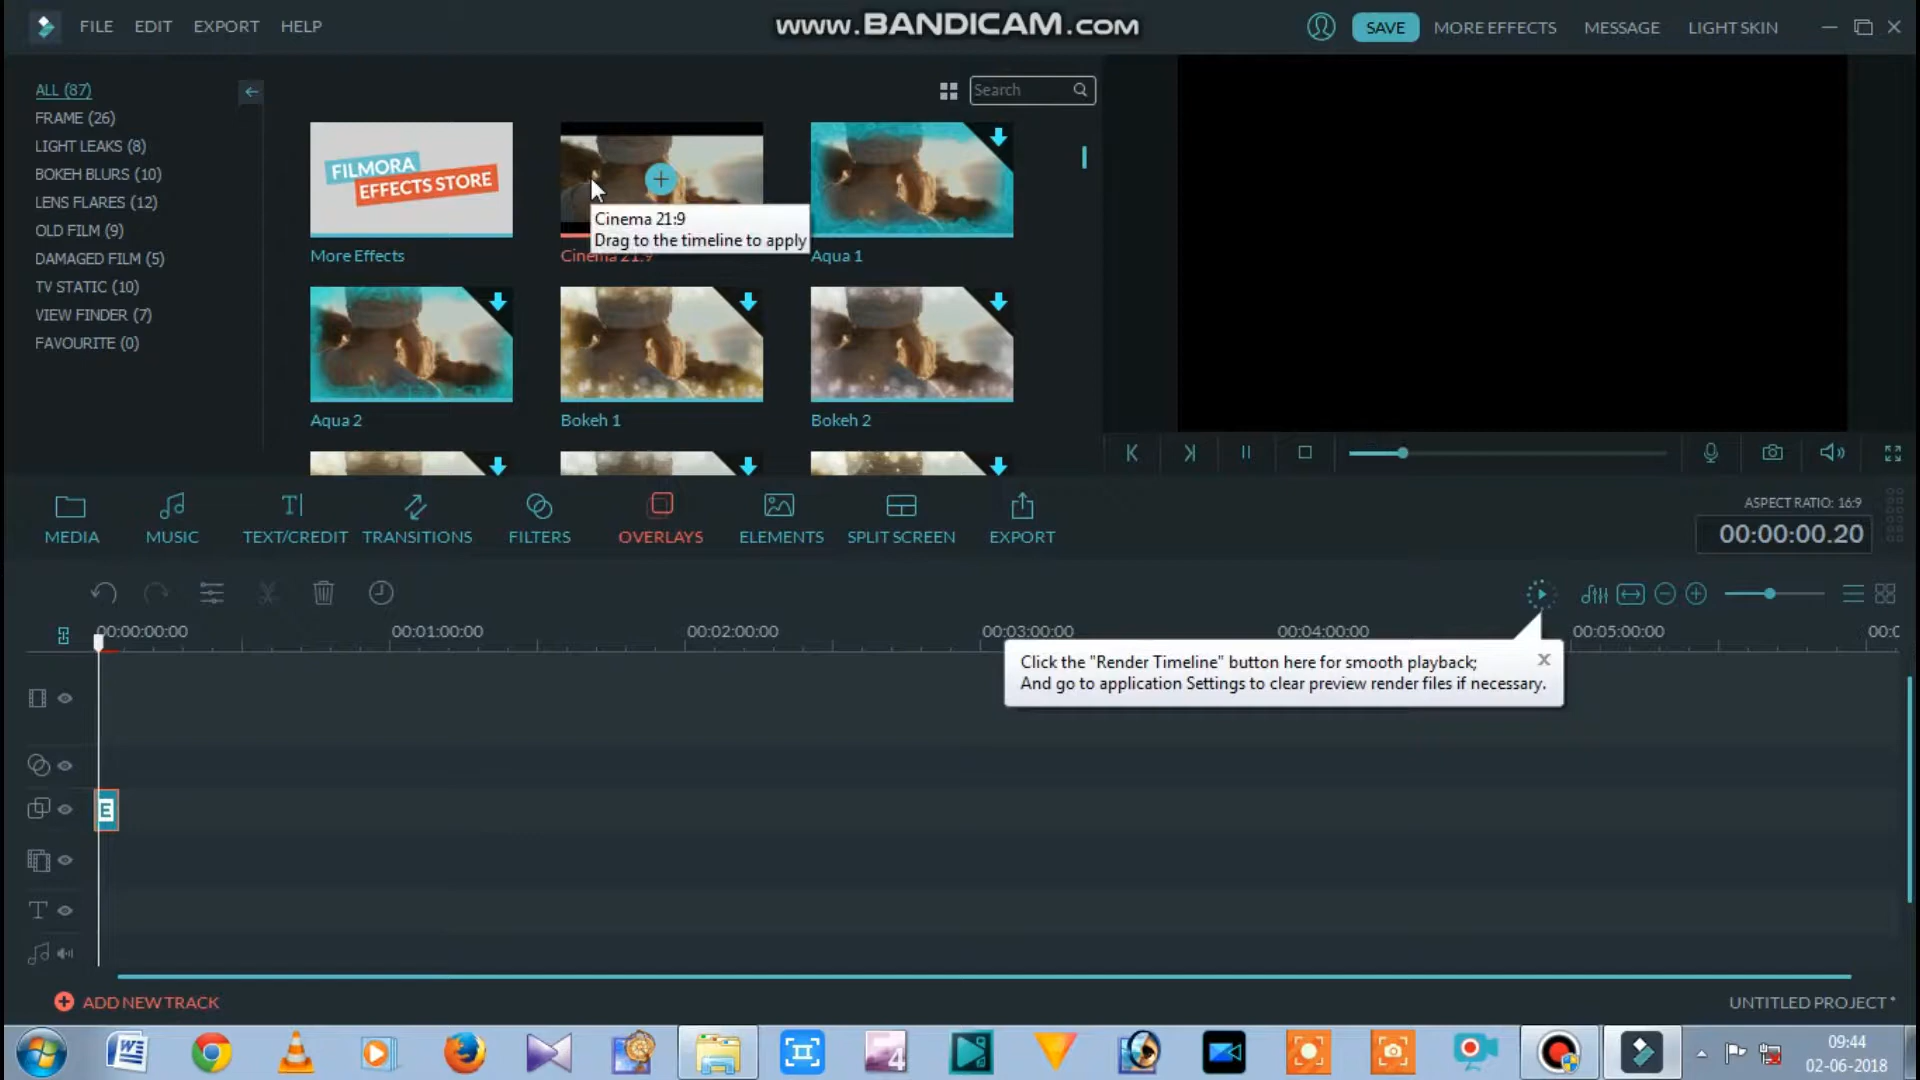 FILE EDIT EXPORT HELP
www.BANDICAM.com
SAVE MORE EFFECTS MESSAGE LIGHT SKIN
ALL (87)
FRAME (26)
LIGHT LEAKS (8)
BOKEH BLURS (10)
LENS FLARES (12)
OLD FILM (9)
DAMAGED FILM (5)
TV STATIC (10)
VIEW FINDER (7)
FAVOURITE (0)
Search
FILMORA
EFFECTS STORE
More Effects
Cinema 21:9
Drag to the timeline to apply
Cinema 21:9
Aqua 1
Aqua 2
Bokeh 1
Bokeh 2
MEDIA MUSIC TEXT/CREDIT TRANSITIONS FILTERS OVERLAYS ELEMENTS SPLIT SCREEN EXPORT
ASPECT RATIO: 16:9
00:00:00.20
00:00:00:00 00:01:00:00 00:02:00:00 00:03:00:00 00:04:00:00 00:05:00:00 00:0
Click the "Render Timeline" button here for smooth playback;
And go to application Settings to clear preview render files if necessary.
E
ADD NEW TRACK
UNTITLED PROJECT *
4
09:44
02-06-2018